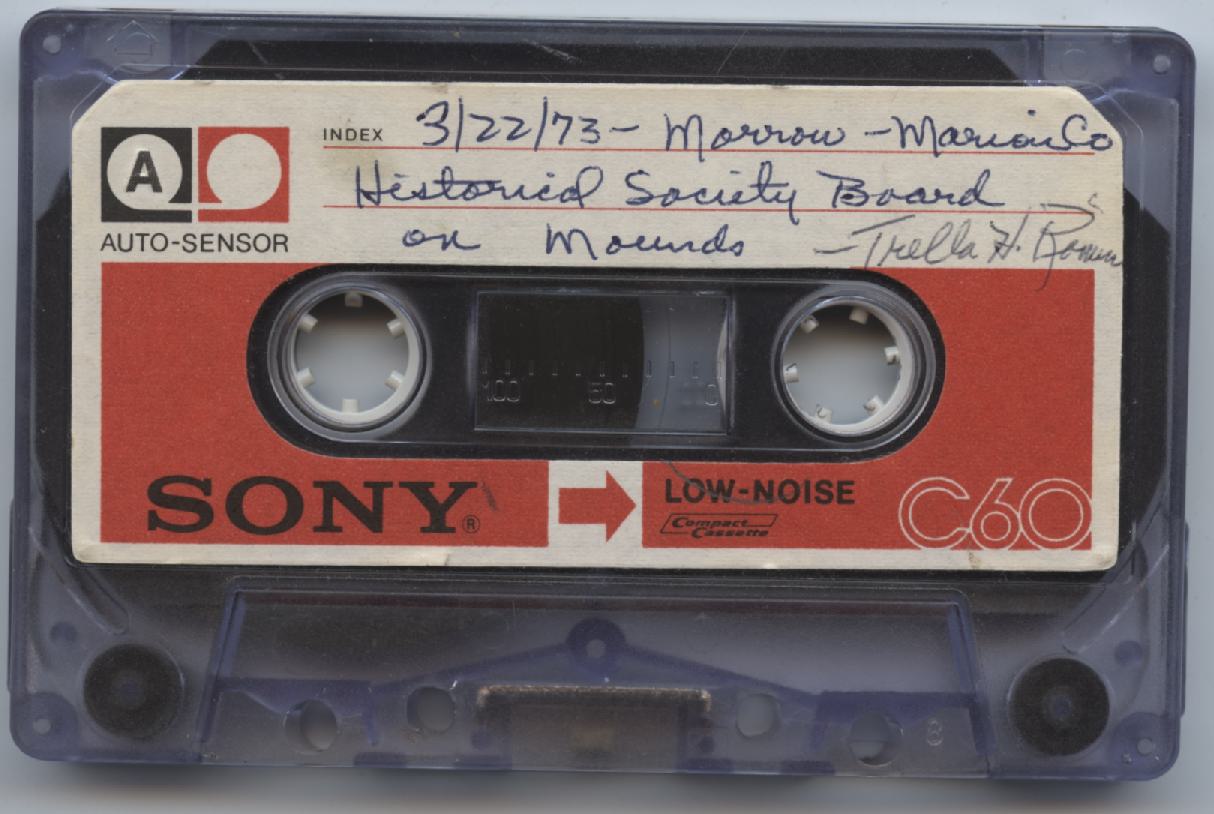 INDEX 3/22/73 - Morrow - Marion Co
Historical Society Board
on Mounds - Trella H. Romine
A
AUTO-SENSOR
100 50 0
SONY®
LOW-NOISE
Compact
Cassette
C60